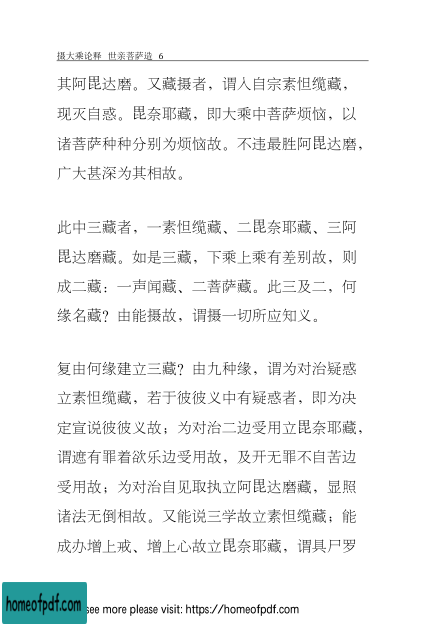 摄大乘论释 世亲菩萨造 6
其阿毘达磨。又藏摄者，谓入自宗素怛缆藏，
现灭自惑。毘奈耶藏，即大乘中菩萨烦恼，以
诸菩萨种种分别为烦恼故。不违最胜阿毘达磨，
广大甚深为其相故。
此中三藏者，一素怛缆藏、二毘奈耶藏、三阿
毘达磨藏。如是三藏，下乘上乘有差别故，则
成二藏：一声闻藏、二菩萨藏。此三及二，何
缘名藏？由能摄故，谓摄一切所应知义。
复由何缘建立三藏？由九种缘，谓为对治疑惑
立素怛缆藏，若于彼彼义中有疑惑者，即为决
定宣说彼彼义故；为对治二边受用立毘奈耶藏，
谓遮有罪着欲乐边受用故，及开无罪不自苦边
受用故；为对治自见取执立阿毘达磨藏，显照
诸法无倒相故。又能说三学故立素怛缆藏；能
成办增上戒、增上心故立毘奈耶藏，谓具尸罗
homeofpdf.com
see more please visit: https://homeofpdf.com